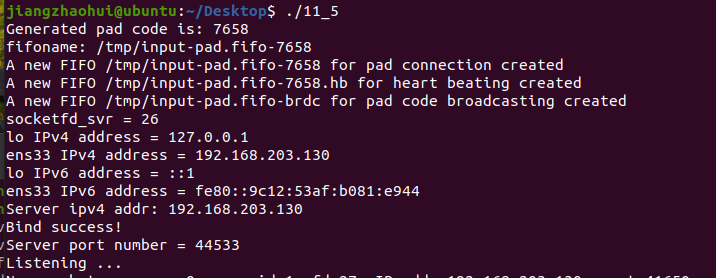 jiangzhaohui@ubuntu:~/Desktop$ ./11_5
Generated pad code is: 7658
fifoname: /tmp/input-pad.fifo-7658
A new FIFO /tmp/input-pad.fifo-7658 for pad connection created
A new FIFO /tmp/input-pad.fifo-7658.hb for heart beating created
A new FIFO /tmp/input-pad.fifo-brdc for pad code broadcasting created
socketfd_svr = 26
lo IPv4 address = 127.0.0.1
ens33 IPv4 address = 192.168.203.130
lo IPv6 address = ::1
ens33 IPv6 address = fe80::9c12:53af:b081:e944
Server ipv4 addr: 192.168.203.130
Bind success!
Server port number = 44533
Listening ...